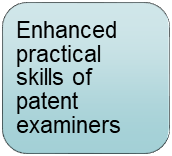 Enhanced
practical
skills of
patent
examiners